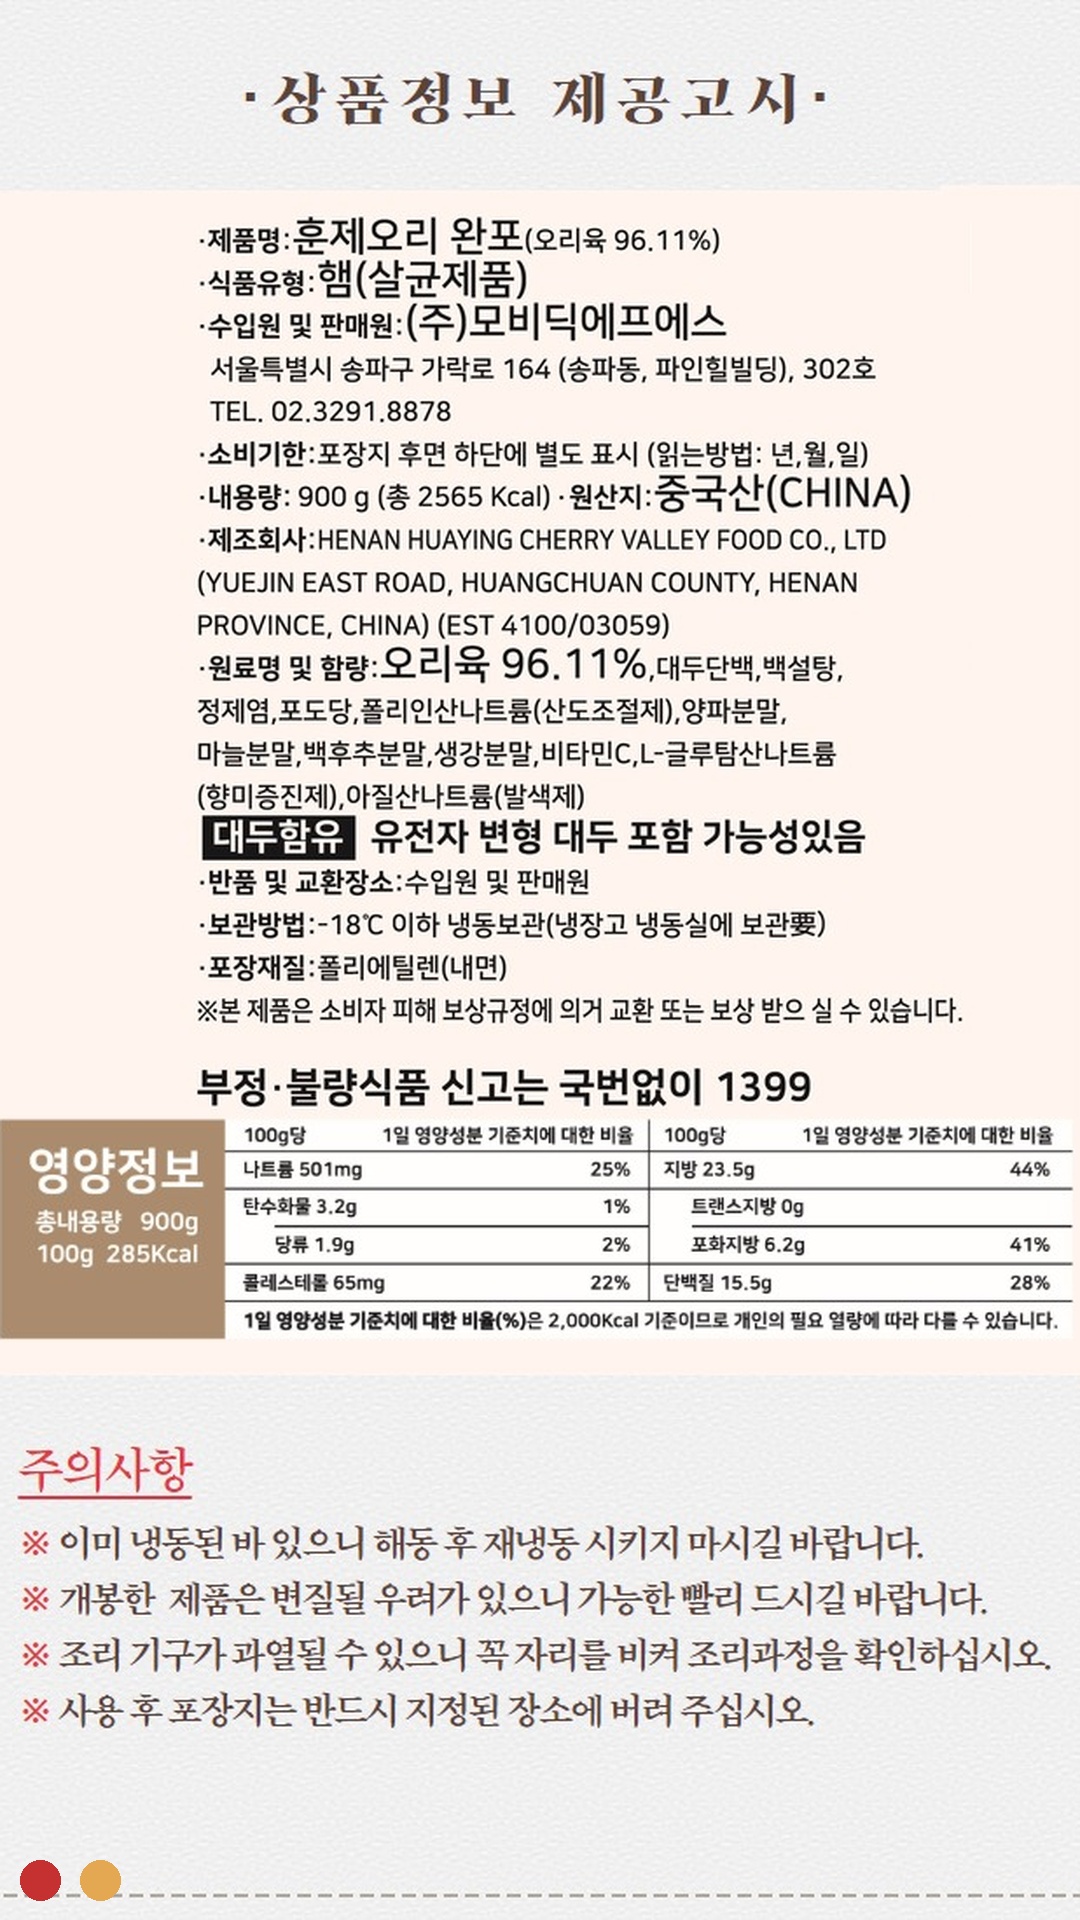 ·상품정보 제공고시·
·제품명:훈제오리 완포(오리육 96.11%)
·식품유형:햄(살균제품)
·수입원 및 판매원:(주)모비딕에프에스
서울특별시 송파구 가락로 164 (송파동, 파인힐빌딩), 302호
TEL. 02.3291.8878
·소비기한:포장지 후면 하단에 별도 표시 (읽는방법: 년,월,일)
·내용량: 900 g (총 2565 Kcal) ·원산지:중국산(CHINA)
·제조회사:HENAN HUAYING CHERRY VALLEY FOOD CO., LTD
(YUEJIN EAST ROAD, HUANGCHUAN COUNTY, HENAN
PROVINCE, CHINA) (EST 4100/03059)
·원료명 및 함량:오리육 96.11%,대두단백,백설탕,
정제염,포도당,폴리인산나트륨(산도조절제),양파분말,
마늘분말,백후추분말,생강분말,비타민C,L-글루탐산나트륨
(향미증진제),아질산나트륨(발색제)
대두함유 유전자 변형 대두 포함 가능성있음
·반품 및 교환장소:수입원 및 판매원
·보관방법:-18℃ 이하 냉동보관(냉장고 냉동실에 보관要)
·포장재질:폴리에틸렌(내면)
※본 제품은 소비자 피해 보상규정에 의거 교환 또는 보상 받으 실 수 있습니다.
부정·불량식품 신고는 국번없이 1399
영양정보
총내용량 900g
100g 285Kcal
100g당 1일 영양성분 기준치에 대한 비율 100g당 1일 영양성분 기준치에 대한 비율
나트륨 501mg 25% 지방 23.5g 44%
탄수화물 3.2g 1% 트랜스지방 0g
당류 1.9g 2% 포화지방 6.2g 41%
콜레스테롤 65mg 22% 단백질 15.5g 28%
1일 영양성분 기준치에 대한 비율(%)은 2,000Kcal 기준이므로 개인의 필요 열량에 따라 다를 수 있습니다.
주의사항
※ 이미 냉동된 바 있으니 해동 후 재냉동 시키지 마시길 바랍니다.
※ 개봉한 제품은 변질될 우려가 있으니 가능한 빨리 드시길 바랍니다.
※ 조리 기구가 과열될 수 있으니 꼭 자리를 비켜 조리과정을 확인하십시오.
※ 사용 후 포장지는 반드시 지정된 장소에 버려 주십시오.